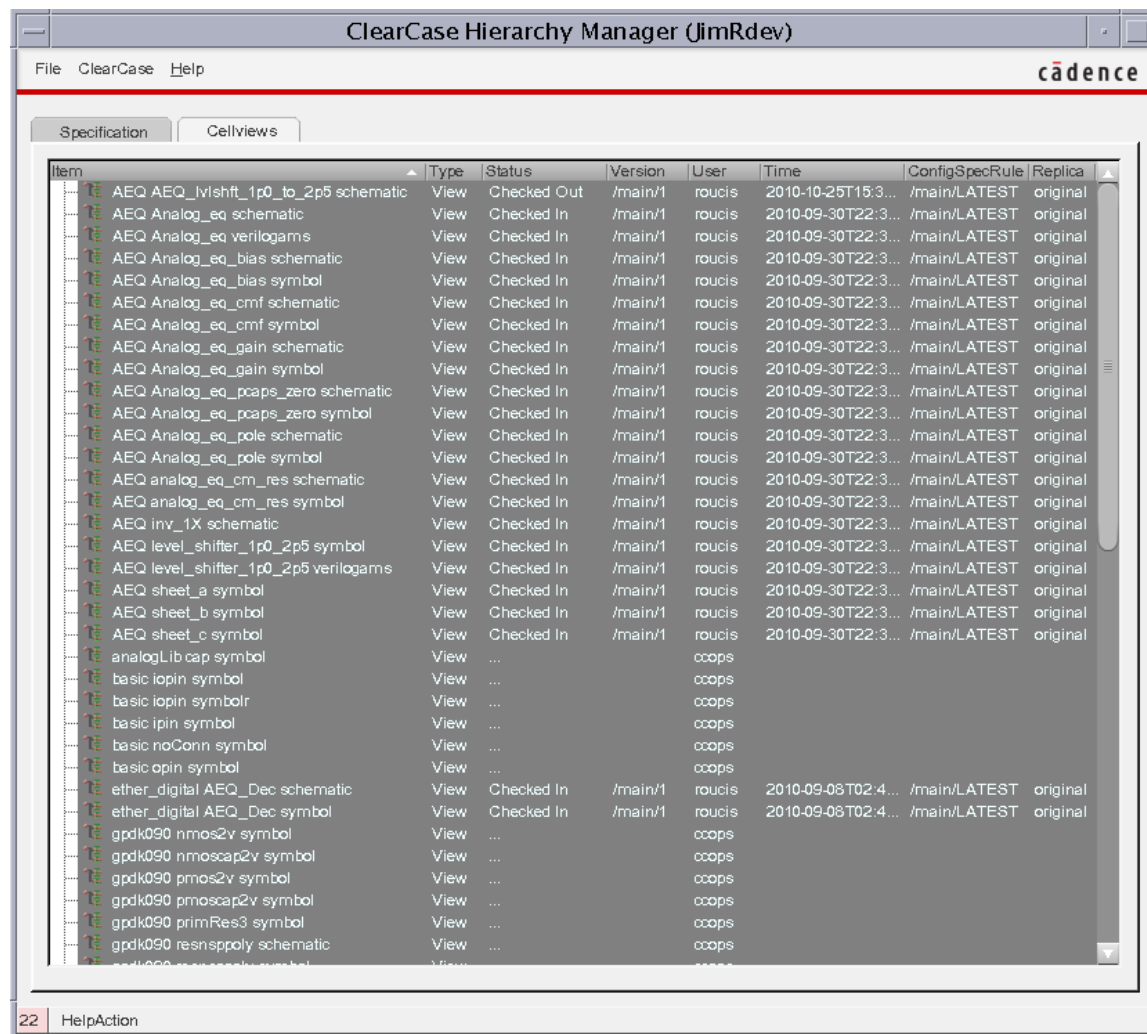 ClearCase Hierarchy Manager (JimRdev)
File ClearCase Help cādence
Specification Cellviews
Item Type Status Version User Time ConfigSpecRule Replica
AEQ AEQ_lvlshft_1p0_to_2p5 schematic View Checked Out /main/1 roucis 2010-10-25T15:3... /main/LATEST original
AEQ Analog_eq schematic View Checked In /main/1 roucis 2010-09-30T22:3... /main/LATEST original
AEQ Analog_eq verilogams View Checked In /main/1 roucis 2010-09-30T22:3... /main/LATEST original
AEQ Analog_eq_bias schematic View Checked In /main/1 roucis 2010-09-30T22:3... /main/LATEST original
AEQ Analog_eq_bias symbol View Checked In /main/1 roucis 2010-09-30T22:3... /main/LATEST original
AEQ Analog_eq_cmf schematic View Checked In /main/1 roucis 2010-09-30T22:3... /main/LATEST original
AEQ Analog_eq_cmf symbol View Checked In /main/1 roucis 2010-09-30T22:3... /main/LATEST original
AEQ Analog_eq_gain schematic View Checked In /main/1 roucis 2010-09-30T22:3... /main/LATEST original
AEQ Analog_eq_gain symbol View Checked In /main/1 roucis 2010-09-30T22:3... /main/LATEST original
AEQ Analog_eq_pcaps_zero schematic View Checked In /main/1 roucis 2010-09-30T22:3... /main/LATEST original
AEQ Analog_eq_pcaps_zero symbol View Checked In /main/1 roucis 2010-09-30T22:3... /main/LATEST original
AEQ Analog_eq_pole schematic View Checked In /main/1 roucis 2010-09-30T22:3... /main/LATEST original
AEQ Analog_eq_pole symbol View Checked In /main/1 roucis 2010-09-30T22:3... /main/LATEST original
AEQ analog_eq_cm_res schematic View Checked In /main/1 roucis 2010-09-30T22:3... /main/LATEST original
AEQ analog_eq_cm_res symbol View Checked In /main/1 roucis 2010-09-30T22:3... /main/LATEST original
AEQ inv_1X schematic View Checked In /main/1 roucis 2010-09-30T22:3... /main/LATEST original
AEQ level_shifter_1p0_2p5 symbol View Checked In /main/1 roucis 2010-09-30T22:3... /main/LATEST original
AEQ level_shifter_1p0_2p5 verilogams View Checked In /main/1 roucis 2010-09-30T22:3... /main/LATEST original
AEQ sheet_a symbol View Checked In /main/1 roucis 2010-09-30T22:3... /main/LATEST original
AEQ sheet_b symbol View Checked In /main/1 roucis 2010-09-30T22:3... /main/LATEST original
AEQ sheet_c symbol View Checked In /main/1 roucis 2010-09-30T22:3... /main/LATEST original
analogLib cap symbol View ... ccops
basic iopin symbol View ... ccops
basic iopin symbolr View ... ccops
basic ipin symbol View ... ccops
basic noConn symbol View ... ccops
basic opin symbol View ... ccops
ether_digital AEQ_Dec schematic View Checked In /main/1 roucis 2010-09-08T02:4... /main/LATEST original
ether_digital AEQ_Dec symbol View Checked In /main/1 roucis 2010-09-08T02:4... /main/LATEST original
gpdk090 nmos2v symbol View ... ccops
gpdk090 nmoscap2v symbol View ... ccops
gpdk090 pmos2v symbol View ... ccops
gpdk090 pmoscap2v symbol View ... ccops
gpdk090 primRes3 symbol View ... ccops
gpdk090 resnsppoly schematic View ... ccops
22 HelpAction